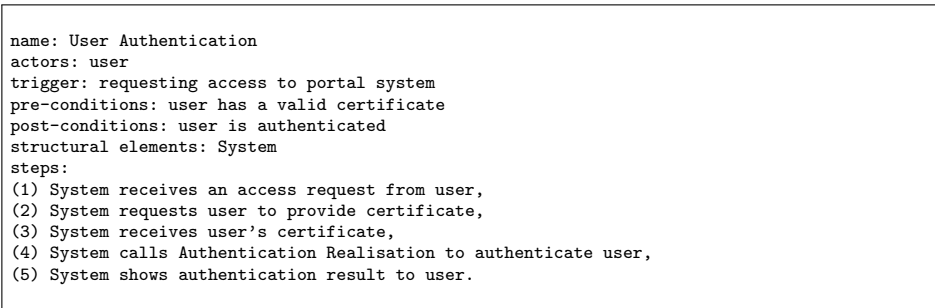 name: User Authentication
actors: user
trigger: requesting access to portal system
pre-conditions: user has a valid certificate
post-conditions: user is authenticated
structural elements: System
steps:
(1) System receives an access request from user,
(2) System requests user to provide certificate,
(3) System receives user's certificate,
(4) System calls Authentication Realisation to authenticate user,
(5) System shows authentication result to user.